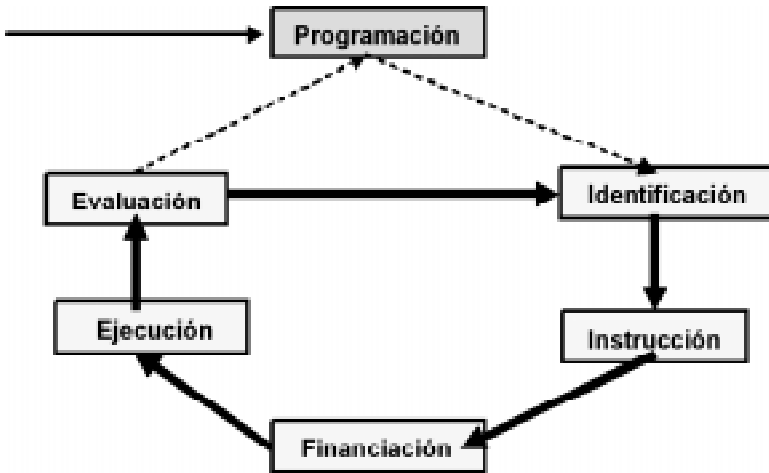 Programación
Evaluación
Identificación
Ejecución
Instrucción
Financiación